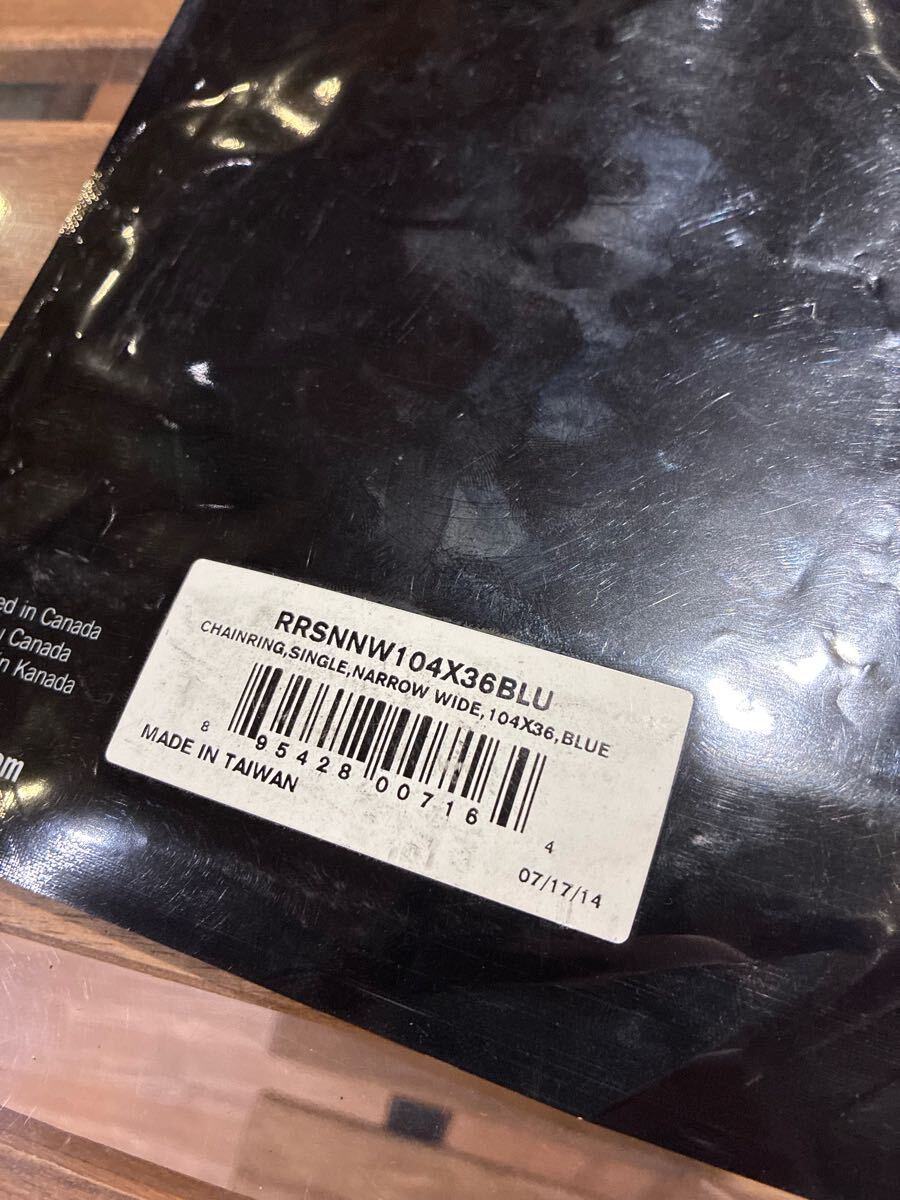 in Canada
Canada
Kanada
RRSNNW104X36BLU
CHAINRING,SINGLE,NARROW WIDE,104X36,BLUE
8 95428 00716 4
MADE IN TAIWAN
07/17/14